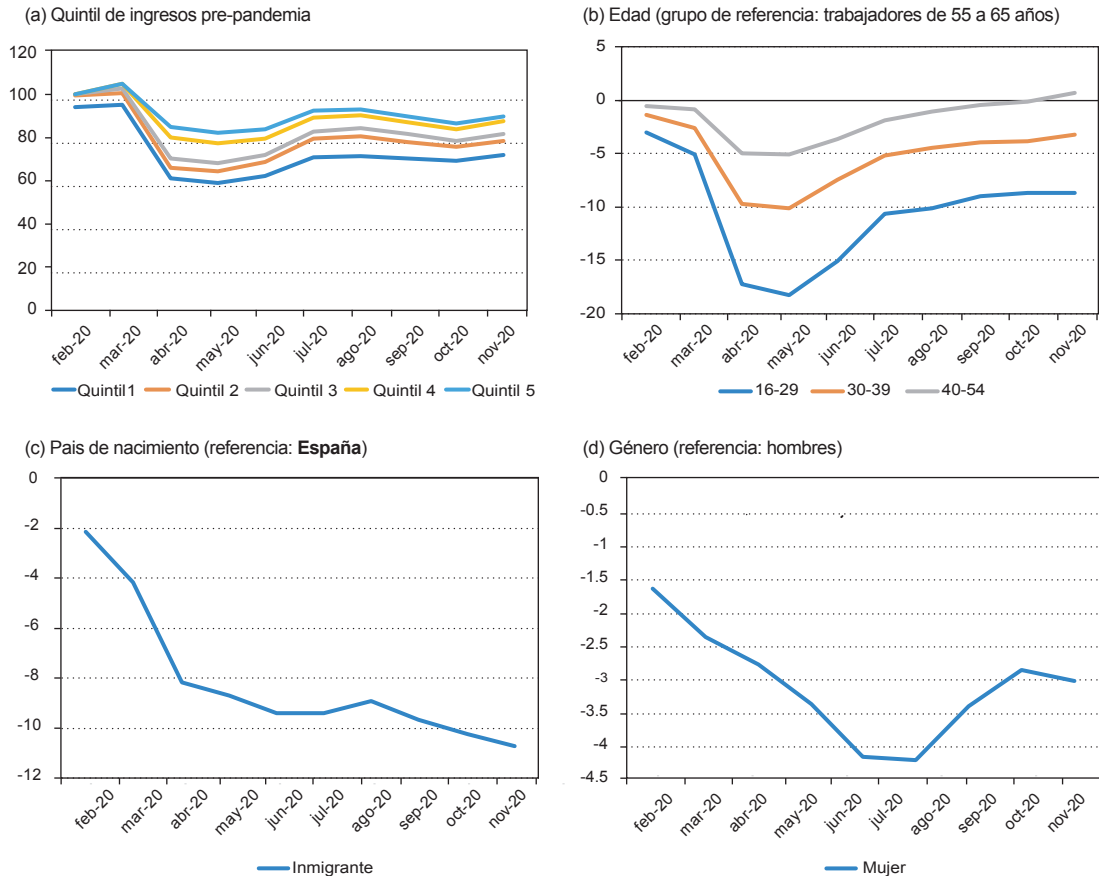 (a) Quintil de ingresos pre-pandemia
120
100
80
60
40
20
0
feb-20 mar-20 abr-20 may-20 jun-20 jul-20 ago-20 sep-20 oct-20 nov-20
Quintil1 Quintil 2 Quintil 3 Quintil 4 Quintil 5
(b) Edad (grupo de referencia: trabajadores de 55 a 65 años)
5
0
-5
-10
-15
-20
feb-20 mar-20 abr-20 may-20 jun-20 jul-20 ago-20 sep-20 oct-20 nov-20
16-29 30-39 40-54
(c) Pais de nacimiento (referencia: España)
0
-2
-4
-6
-8
-10
-12
feb-20 mar-20 abr-20 may-20 jun-20 jul-20 ago-20 sep-20 oct-20 nov-20
Inmigrante
(d) Género (referencia: hombres)
0
-0.5
-1
-1.5
-2
-2.5
-3
-3.5
-4
-4.5
feb-20 mar-20 abr-20 may-20 jun-20 jul-20 ago-20 sep-20 oct-20 nov-20
Mujer